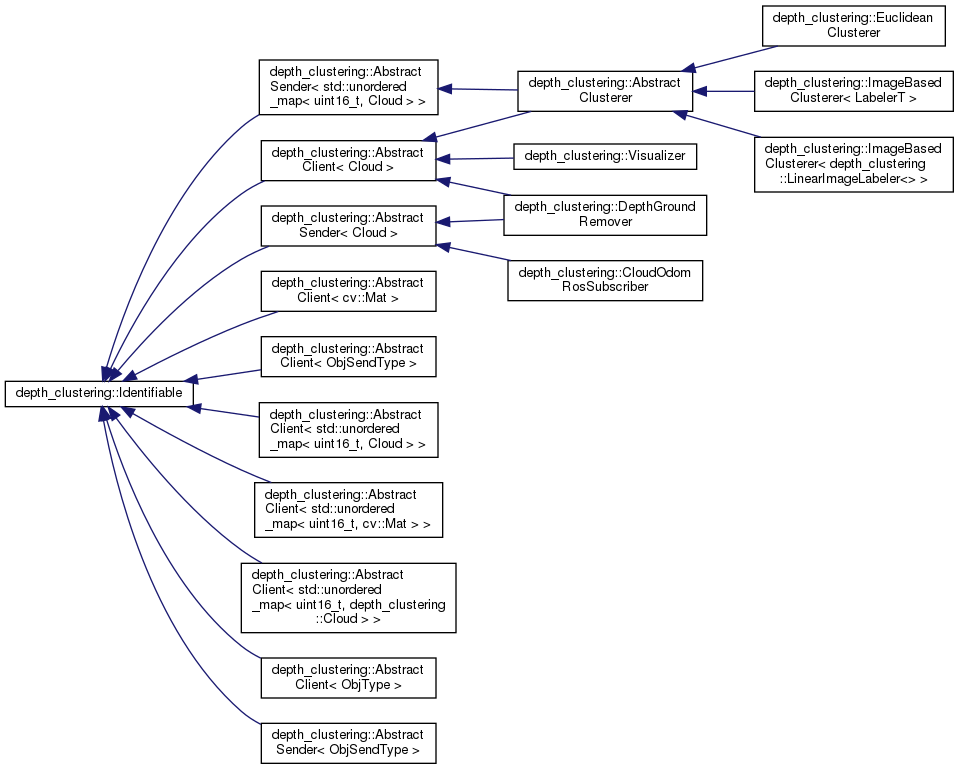 depth_clustering::Identifiable
depth_clustering::Abstract
Sender< std::unordered
_map< uint16_t, Cloud > >
depth_clustering::Abstract
Client< Cloud >
depth_clustering::Abstract
Sender< Cloud >
depth_clustering::Abstract
Client< cv::Mat >
depth_clustering::Abstract
Client< ObjSendType >
depth_clustering::Abstract
Client< std::unordered
_map< uint16_t, Cloud > >
depth_clustering::Abstract
Client< std::unordered
_map< uint16_t, cv::Mat > >
depth_clustering::Abstract
Client< std::unordered
_map< uint16_t, depth_clustering
::Cloud > >
depth_clustering::Abstract
Client< ObjType >
depth_clustering::Abstract
Sender< ObjSendType >
depth_clustering::Abstract
Clusterer
depth_clustering::Visualizer
depth_clustering::DepthGround
Remover
depth_clustering::CloudOdom
RosSubscriber
depth_clustering::Euclidean
Clusterer
depth_clustering::ImageBased
Clusterer< LabelerT >
depth_clustering::ImageBased
Clusterer< depth_clustering
::LinearImageLabeler<> >